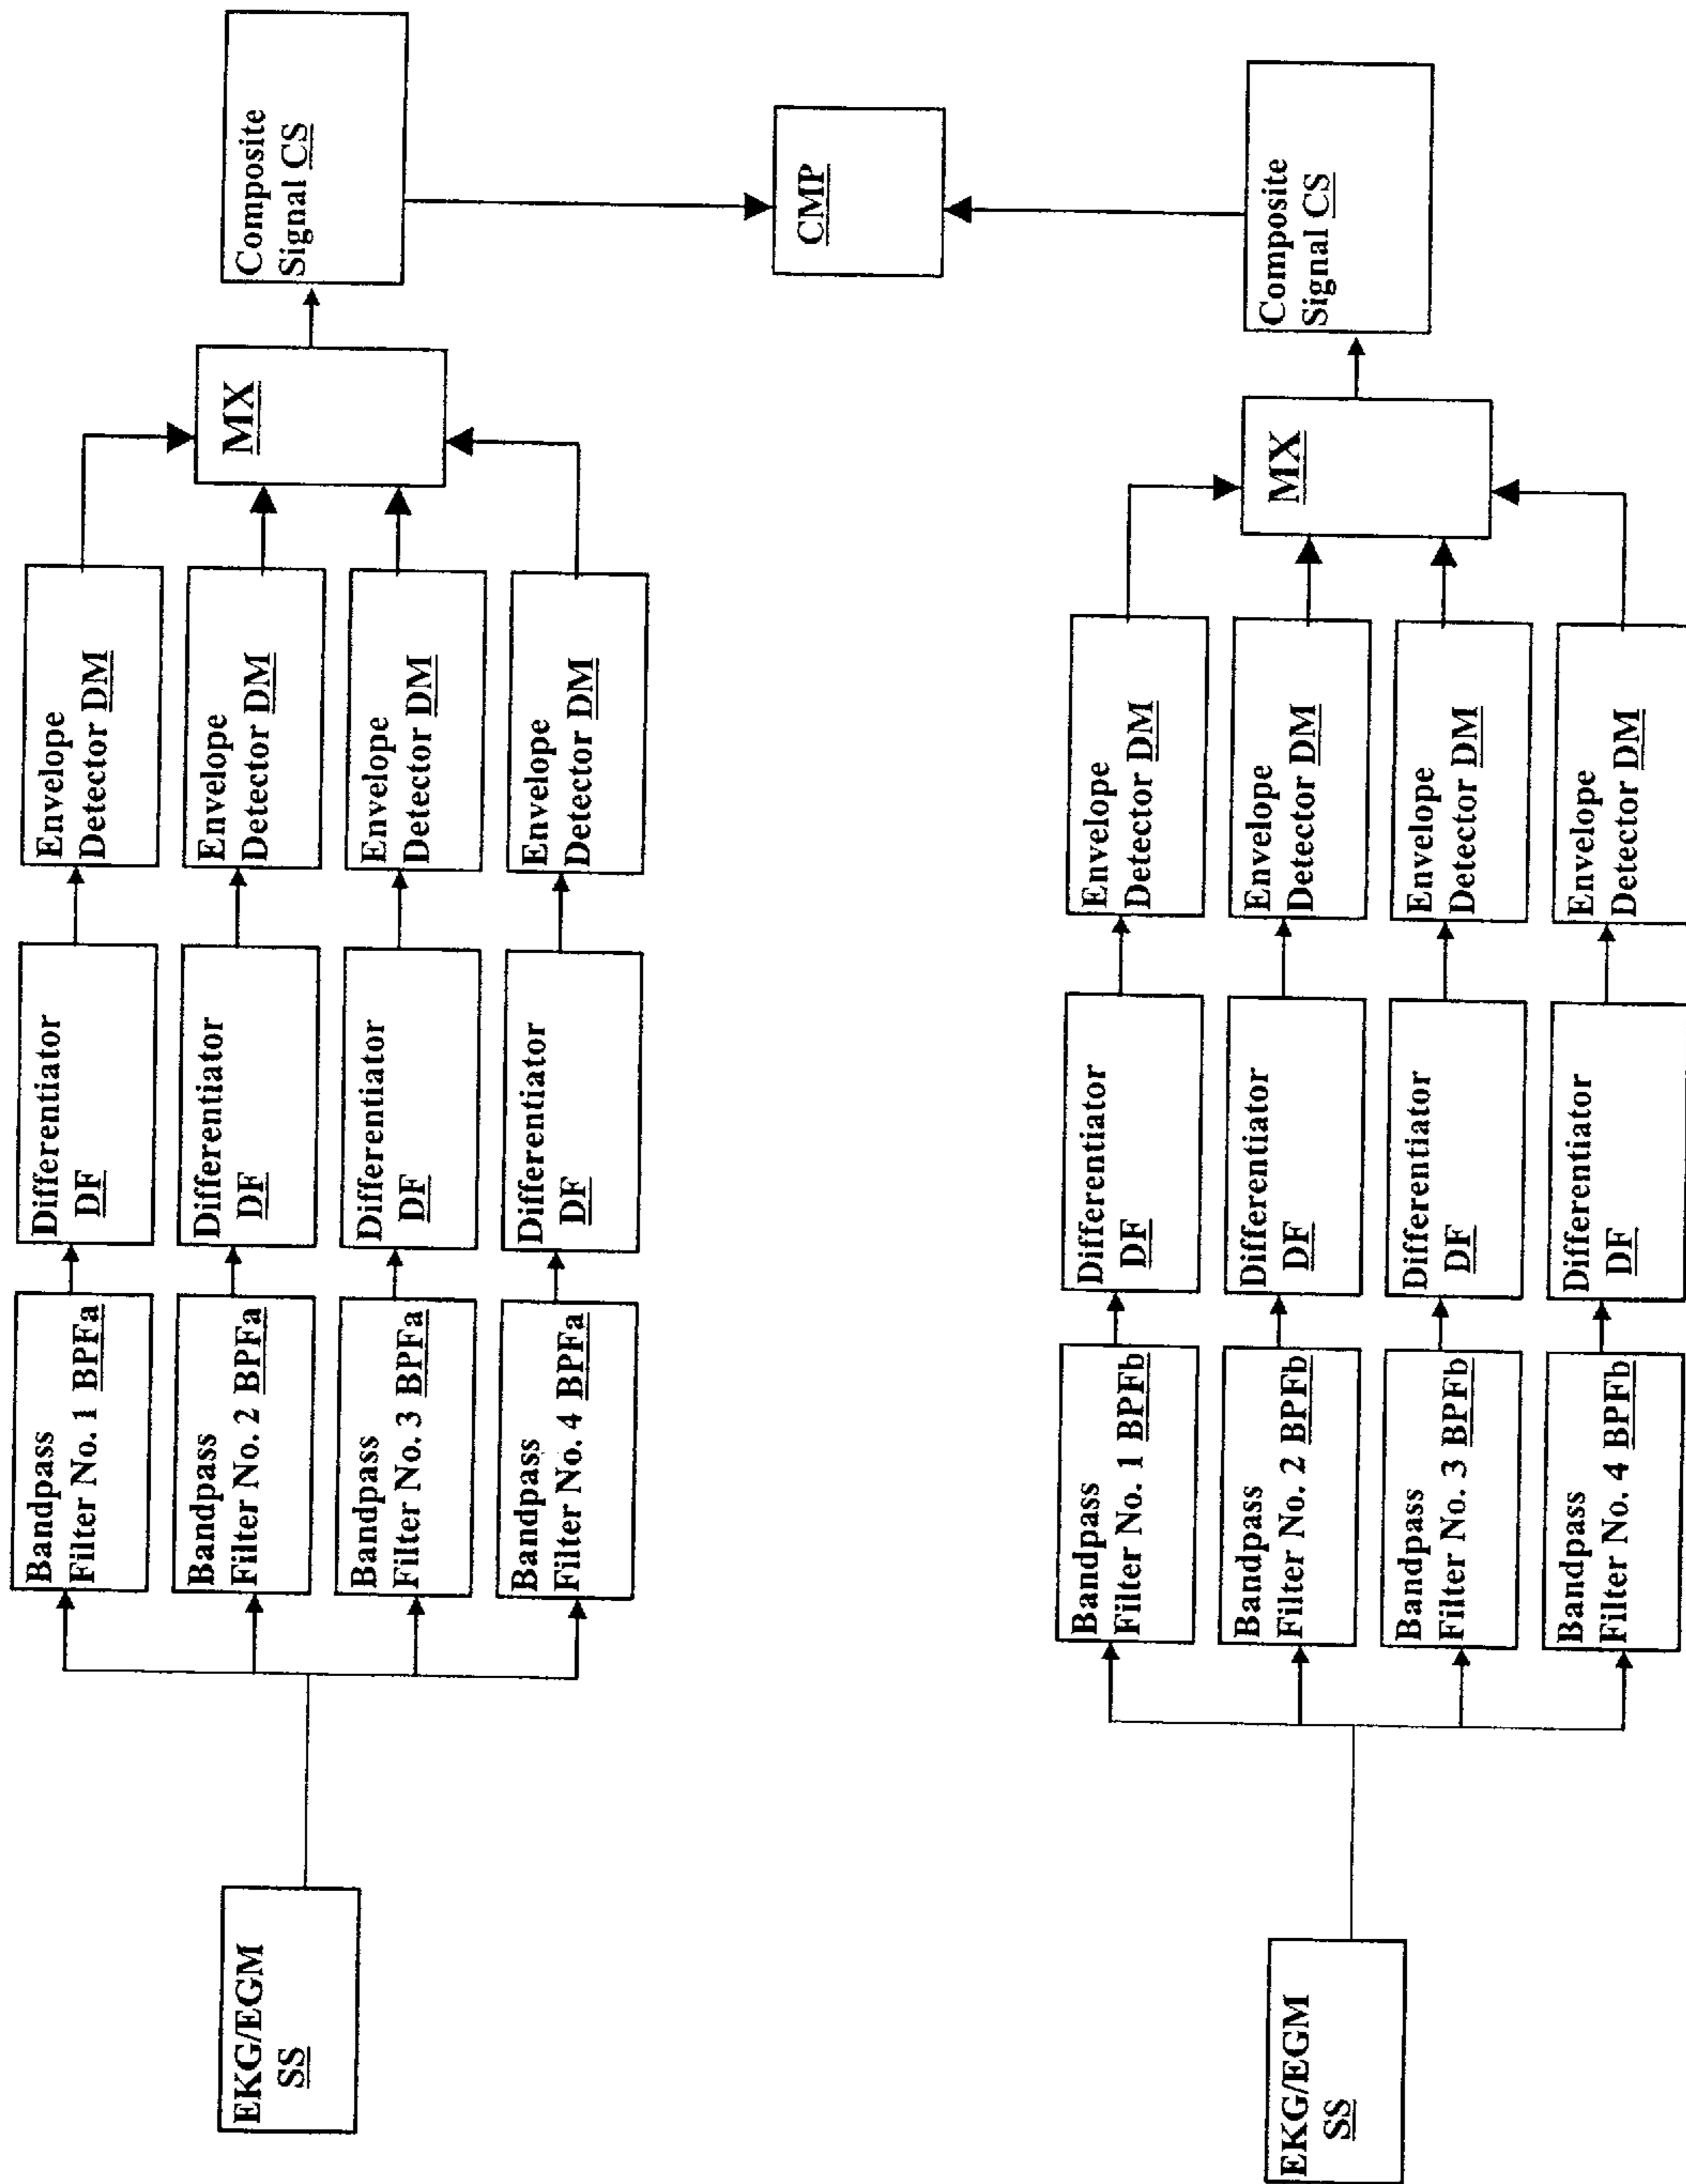 EKG/EGM
SS
Bandpass
Filter No. 1 BPFa
Differentiator
DF
Envelope
Detector DM
Bandpass
Filter No. 2 BPFa
Differentiator
DF
Envelope
Detector DM
Bandpass
Filter No. 3 BPFa
Differentiator
DF
Envelope
Detector DM
Bandpass
Filter No. 4 BPFa
Differentiator
DF
Envelope
Detector DM
MX
Composite
Signal CS
CMP
EKG/EGM
SS
Bandpass
Filter No. 1 BPFb
Differentiator
DF
Envelope
Detector DM
Bandpass
Filter No. 2 BPFb
Differentiator
DF
Envelope
Detector DM
Bandpass
Filter No. 3 BPFb
Differentiator
DF
Envelope
Detector DM
Bandpass
Filter No. 4 BPFb
Differentiator
DF
Envelope
Detector DM
MX
Composite
Signal CS